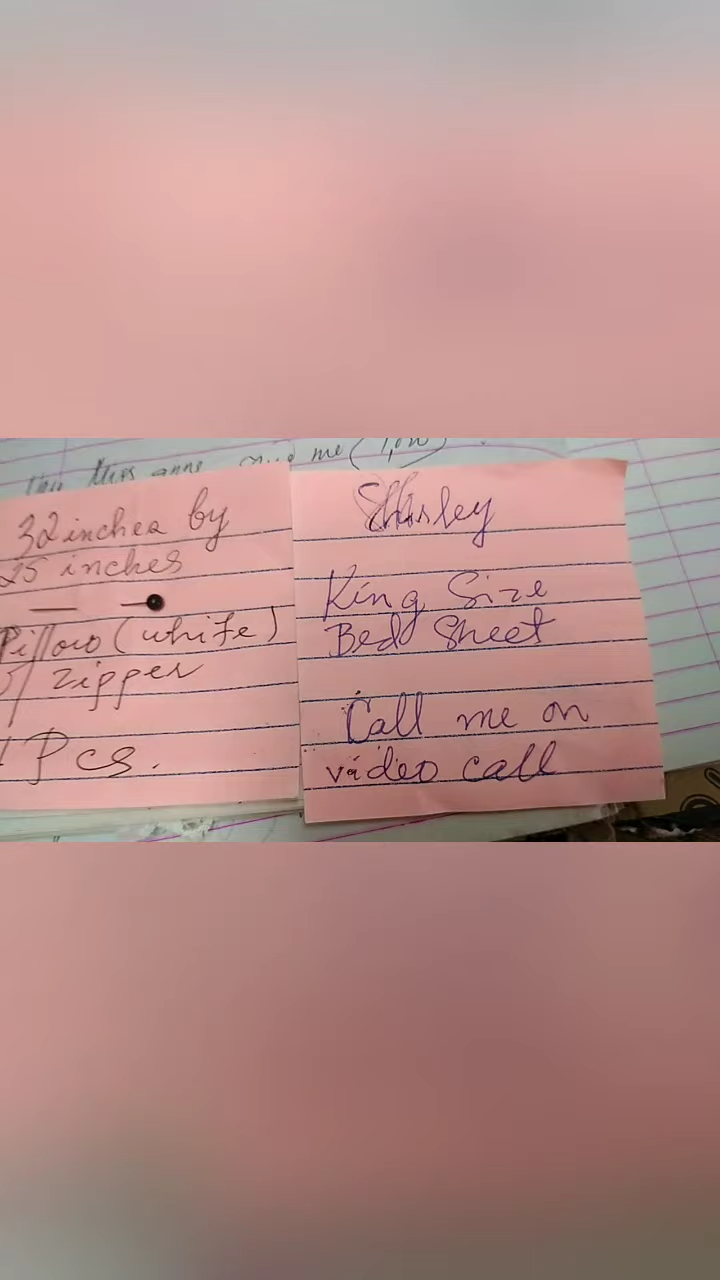 32 inches by
25 inches
Pillow (white)
zipper
Pcs.
Shirley
King Size
Bed Sheet
Call me on
video call